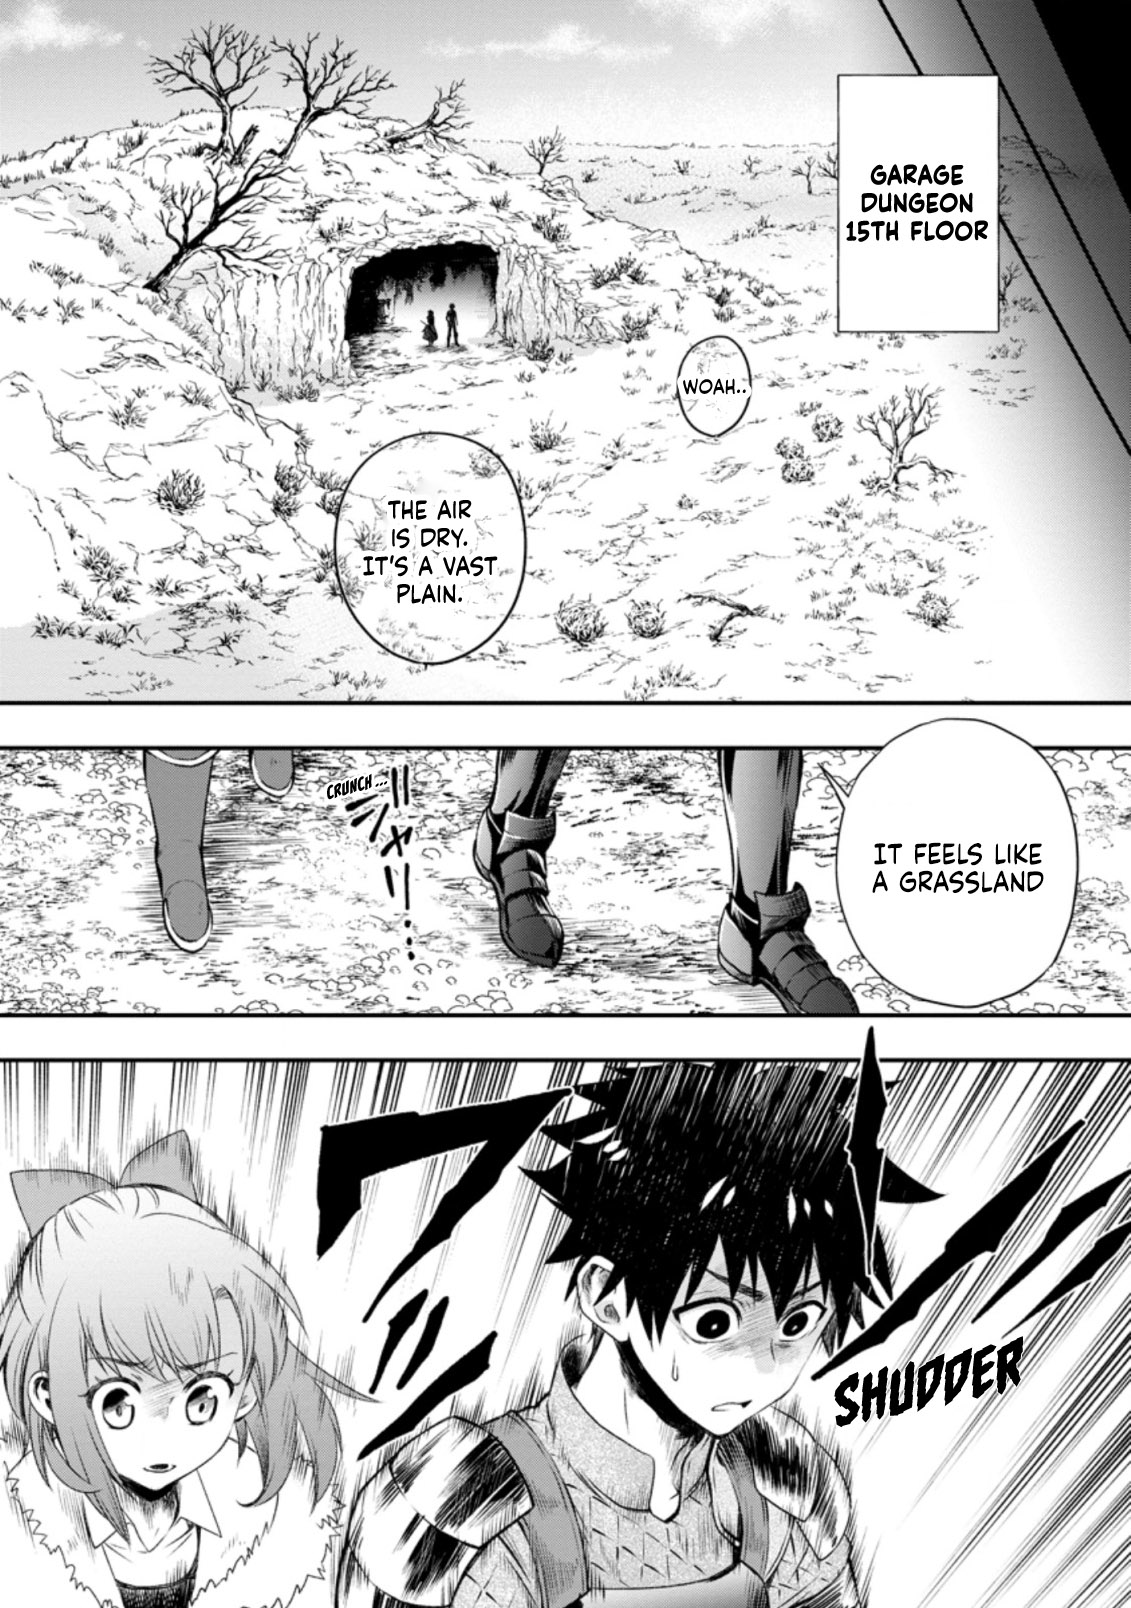 GARAGE
DUNGEON
15TH FLOOR
WOAH..
THE AIR
IS DRY.
IT'S A VAST
PLAIN.
IT FEELS LIKE
A GRASSLAND
CRUNCH...
ジャリ...
SHUDDER